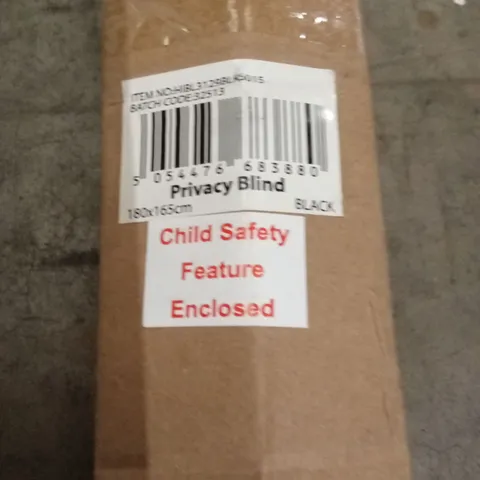 BATCH CODE:32513
5 054476 683880
Privacy Blind
180x165cm BLACK
Child Safety
Feature
Enclosed